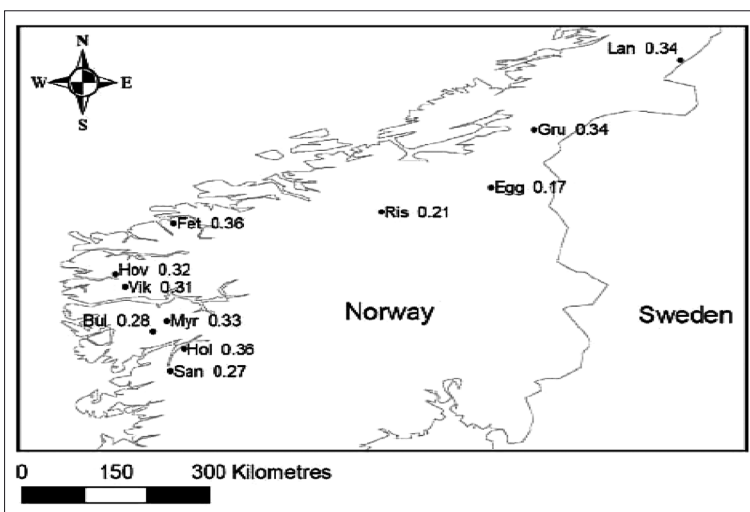 N
W E
S
Lan 0.34
Gru 0.34
Egg 0.17
Ris 0.21
Fet 0.36
Hov 0.32
Vik 0.31
Bul 0.28 Myr 0.33
Norway Sweden
Hol 0.36
San 0.27
0 150 300 Kilometres